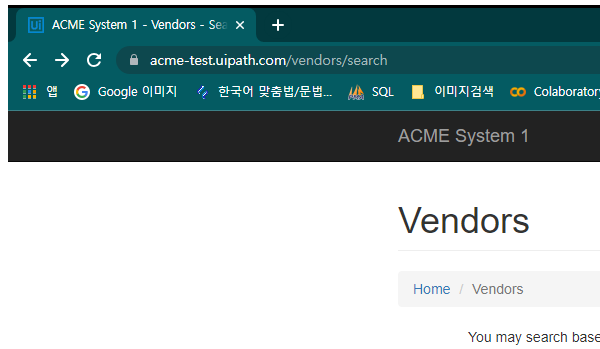 Ui ACME System 1 - Vendors - Sea
acme-test.uipath.com/vendors/search
앱 Google 이미지 한국어 맞춤법/문법... SQL 이미지검색 Colaboratory
ACME System 1
Vendors
Home / Vendors
You may search base